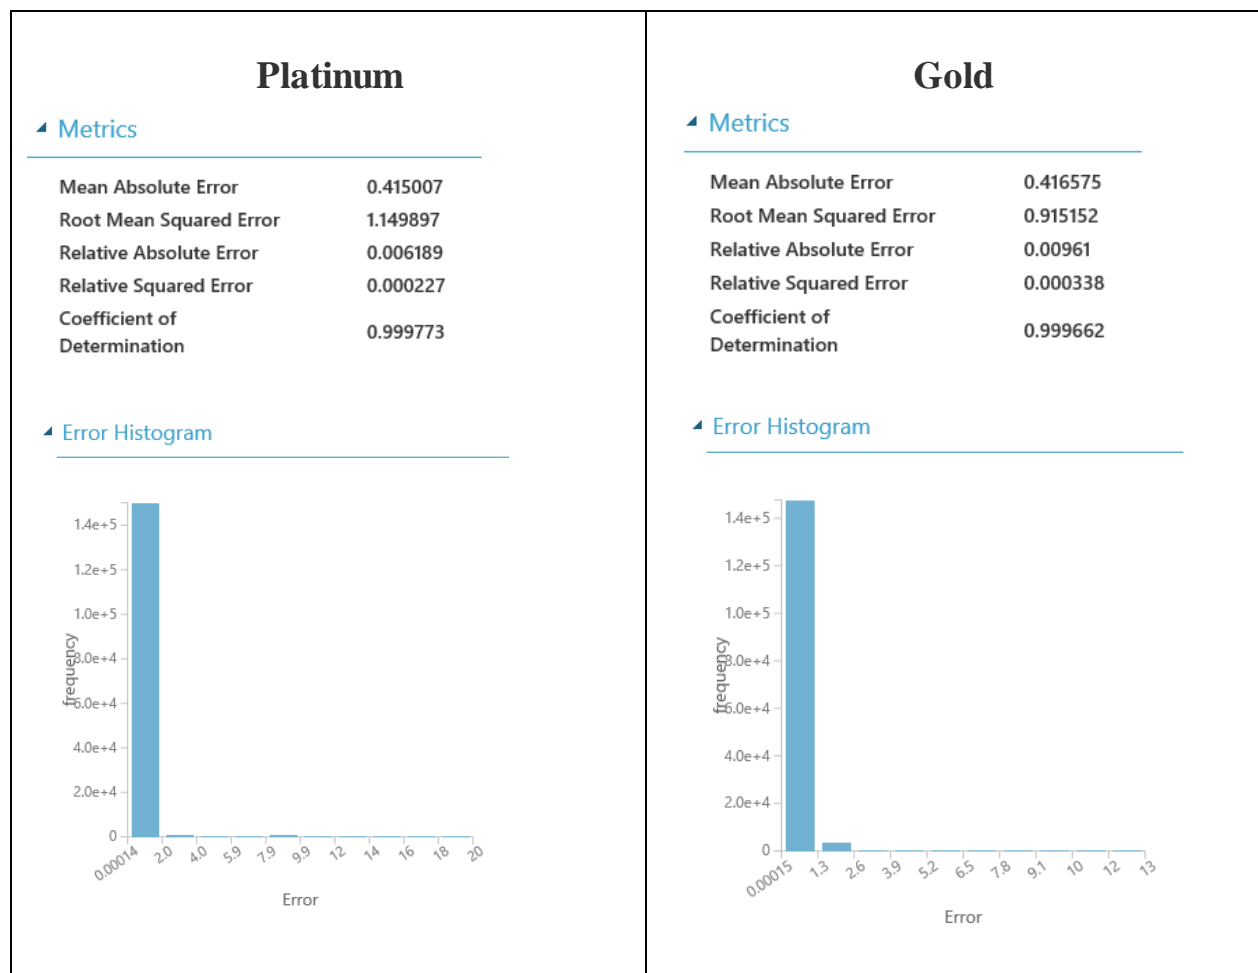 Platinum
Metrics
Mean Absolute Error 0.415007
Root Mean Squared Error 1.149897
Relative Absolute Error 0.006189
Relative Squared Error 0.000227
Coefficient of
Determination 0.999773
Error Histogram
1.4e+5
1.2e+5
1.0e+5
8.0e+4
6.0e+4
4.0e+4
2.0e+4
0
frequency
0.00014 2.0 4.0 5.9 7.9 9.9 12 14 16 18 20
Error
Gold
Metrics
Mean Absolute Error 0.416575
Root Mean Squared Error 0.915152
Relative Absolute Error 0.00961
Relative Squared Error 0.000338
Coefficient of
Determination 0.999662
Error Histogram
1.4e+5
1.2e+5
1.0e+5
8.0e+4
6.0e+4
4.0e+4
2.0e+4
0
frequency
0.00015 1.3 2.6 3.9 5.2 6.5 7.8 9.1 10 12 13
Error